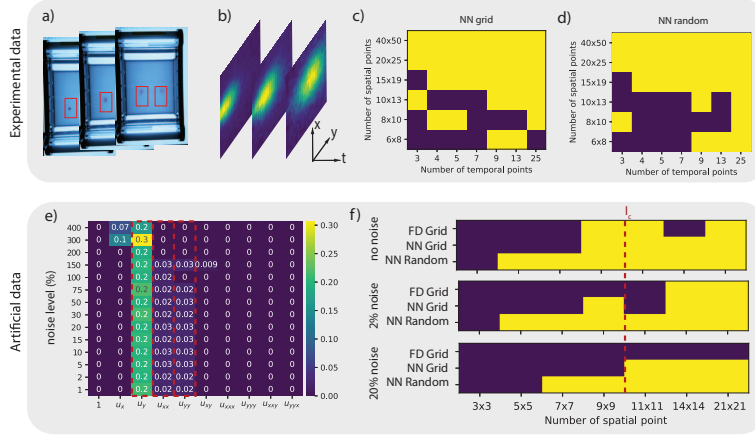 Experimental data
a)
b)
x
y
t
c)
NN grid
Number of spatial points
40x50
20x25
15x19
10x13
8x10
6x8
3 4 5 7 9 13 25
Number of temporal points
d)
NN random
Number of spatial points
40x50
20x25
15x19
10x13
8x10
6x8
3 4 5 7 9 13 25
Number of temporal points
Artificial data
e)
noise level (%)
400 0 0.07 0.2 0 0 0 0 0 0 0
300 0 0.1 0.3 0 0 0 0 0 0 0
200 0 0 0.2 0 0 0 0 0 0 0
150 0 0 0.2 0.03 0.03 0.009 0 0 0 0
100 0 0 0.2 0.02 0 0 0 0 0 0
75 0 0 0.2 0.02 0.02 0 0 0 0 0
50 0 0 0.2 0.02 0.02 0 0 0 0 0
30 0 0 0.2 0.03 0.02 0 0 0 0 0
20 0 0 0.2 0.03 0.02 0 0 0 0 0
15 0 0 0.2 0.03 0.02 0 0 0 0 0
10 0 0 0.2 0.03 0.03 0 0 0 0 0
5 0 0 0.2 0.03 0.03 0 0 0 0 0
2 0 0 0.2 0.02 0.02 0 0 0 0 0
1 0 0 0.2 0.02 0.02 0 0 0 0 0
1 u_x u_y u_xx u_yy u_xy u_xxx u_yyy u_xxy u_yyx
0.30
0.25
0.20
0.15
0.10
0.05
0.00
f)
l_c
no noise
FD Grid
NN Grid
NN Random
2% noise
FD Grid
NN Grid
NN Random
20% noise
FD Grid
NN Grid
NN Random
3x3 5x5 7x7 9x9 11x11 14x14 21x21
Number of spatial point